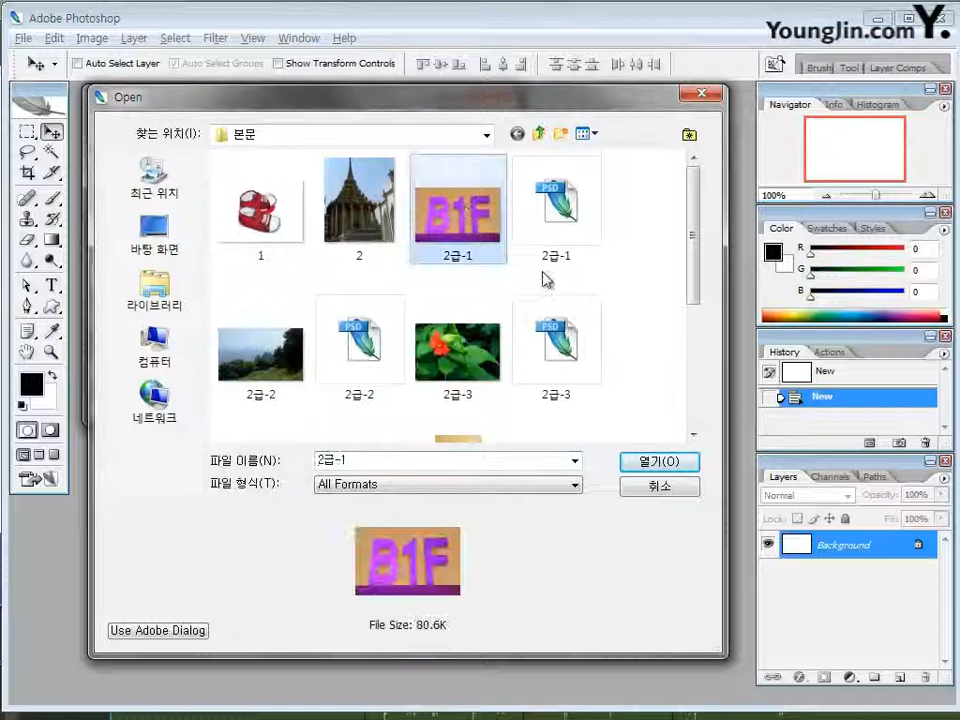 Adobe Photoshop
YoungJin.com Y.
File Edit Image Layer Select Filter View Window Help
Auto Select Layer Auto Select Groups Show Transform Controls
Brush Tool Layer Comps
Open
찾는 위치(I): 본문
최근 위치
바탕 화면
라이브러리
컴퓨터
네트워크
B1F
PSD
1
2
2급-1
2급-1
PSD
PSD
2급-2
2급-2
2급-3
2급-3
파일 이름(N): 2급-1 열기(O)
파일 형식(T): All Formats 취소
B1F
File Size: 80.6K
Use Adobe Dialog
Navigator Info Histogram
100%
Color Swatches Styles
R 0
G 0
B 0
History Actions
New
New
Layers Channels Paths
Normal Opacity: 100%
Lock: Fill: 100%
Background